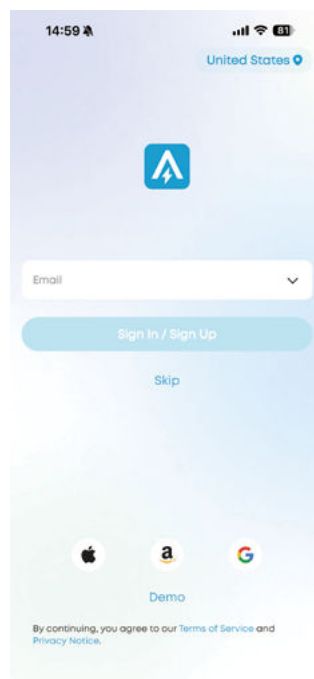 14:59
81
United States
Email
Sign In / Sign Up
Skip
a
G
Demo
By continuing, you agree to our Terms of Service and
Privacy Notice.